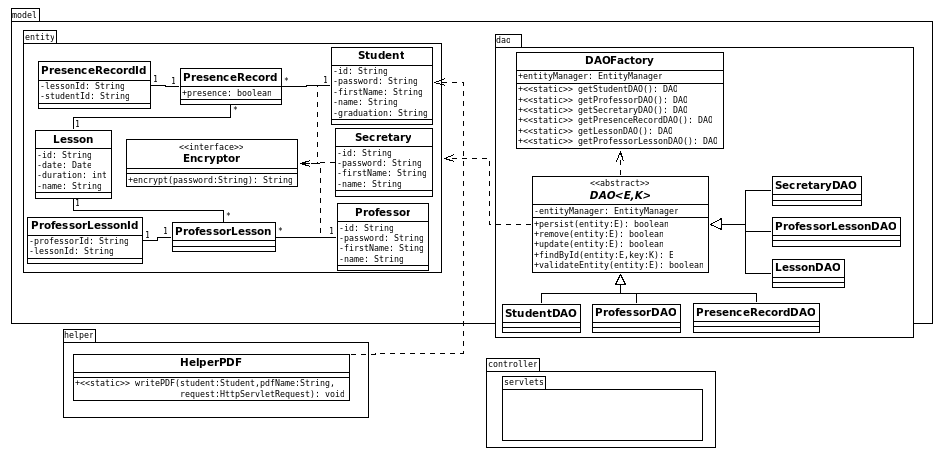 model
entity
Student
-id: String
-password: String
-firstName: String
-name: String
-graduation: String
PresenceRecordId
-lessonId: String
-studentId: String
1
1
PresenceRecord
+presence: boolean
*
1
*
1
Lesson
-id: String
-date: Date
-duration: int
-name: String
1
<<interface>>
Encryptor
+encrypt(password:String): String
Secretary
-id: String
-password: String
-firstName: String
-name: String
ProfessorLessonId
-professorId: String
-lessonId: String
1
1
*
ProfessorLesson
*
1
Professor
-id: String
-password: String
-firstName: String
-name: String
dao
DAOFactory
+entityManager: EntityManager
+<<static>> getStudentDAO(): DAO
+<<static>> getProfessorDAO(): DAO
+<<static>> getSecretaryDAO(): DAO
+<<static>> getPresenceRecordDAO(): DAO
+<<static>> getLessonDAO(): DAO
+<<static>> getProfessorLessonDAO(): DAO
<<abstract>>
DAO<E,K>
-entityManager: EntityManager
+persist(entity:E): boolean
+remove(entity:E): boolean
+update(entity:E): boolean
+findById(entity:E,key:K): E
+validateEntity(entity:E): boolean
SecretaryDAO
ProfessorLessonDAO
LessonDAO
StudentDAO
ProfessorDAO
PresenceRecordDAO
helper
HelperPDF
+<<static>> writePDF(student:Student,pdfName:String,
request:HttpServletRequest): void
controller
servlets